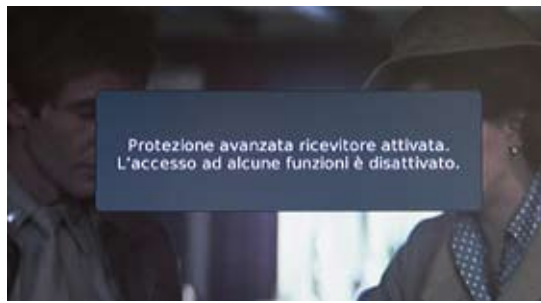 Protezione avanzata ricevitore attivata.
L'accesso ad alcune funzioni è disattivato.